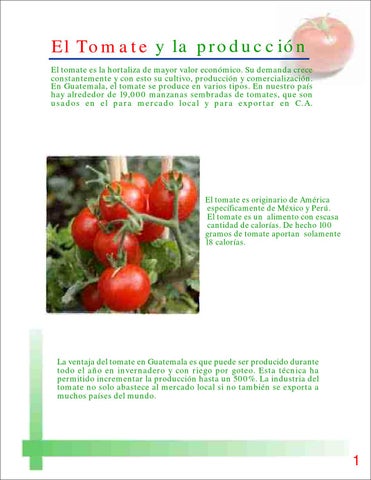 El Tomate y la producción
El tomate es la hortaliza de mayor valor económico. Su demanda crece
constantemente y con esto su cultivo, producción y comercialización.
En Guatemala, el tomate se produce en varios tipos. En nuestro país
hay alrededor de 19,000 manzanas sembradas de tomates, que son
usados en el para mercado local y para exportar en C.A.
El tomate es originario de América
específicamente de México y Perú.
El tomate es un alimento con escasa
cantidad de calorías. De hecho 100
gramos de tomate aportan solamente
18 calorías.
La ventaja del tomate en Guatemala es que puede ser producido durante
todo el año en invernadero y con riego por goteo. Esta técnica ha
permitido incrementar la producción hasta un 500%. La industria del
tomate no solo abastece al mercado local si no también se exporta a
muchos países del mundo.
1